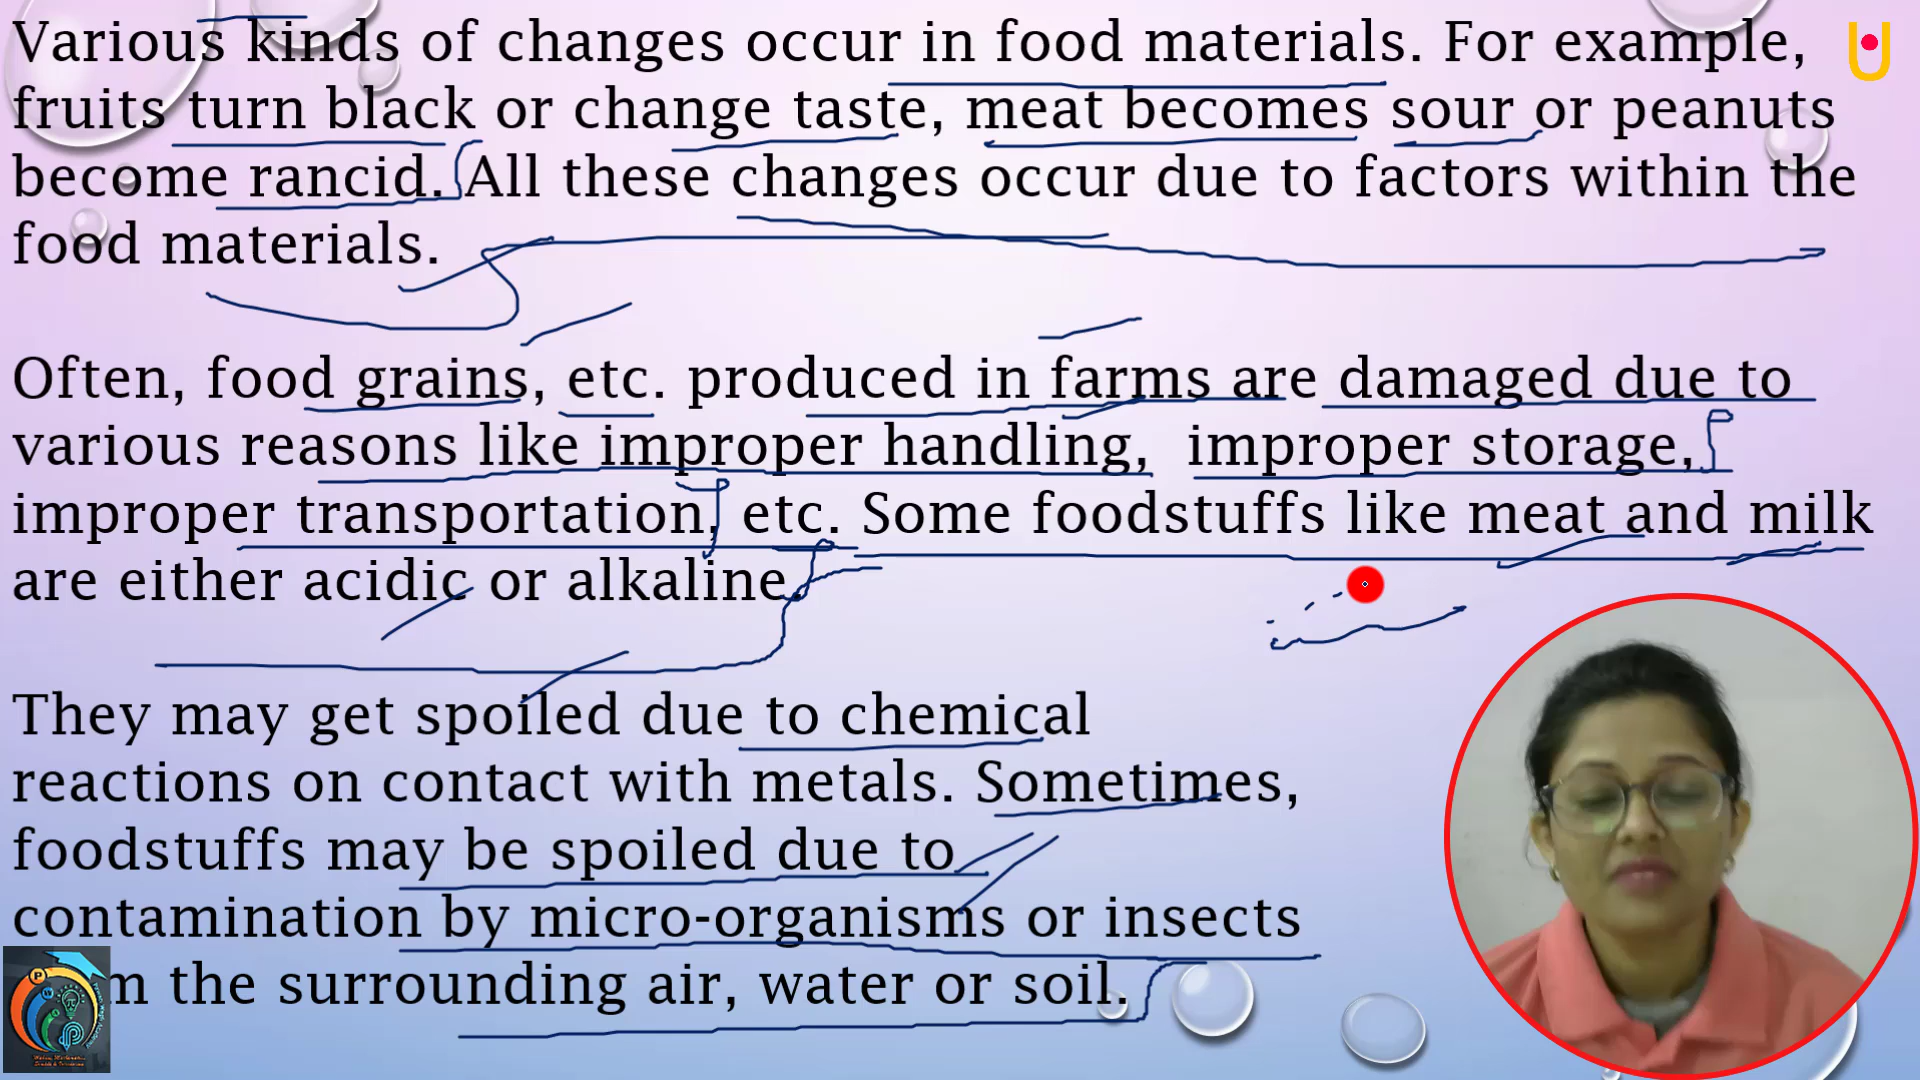 Various kinds of changes occur in food materials. For example,
fruits turn black or change taste, meat becomes sour or peanuts
become rancid. All these changes occur due to factors within the
food materials.
Often, food grains, etc. produced in farms are damaged due to
various reasons like improper handling, improper storage,
improper transportation, etc. Some foodstuffs like meat and milk
are either acidic or alkaline.
They may get spoiled due to chemical
reactions on contact with metals. Sometimes,
foodstuffs may be spoiled due to
contamination by micro-organisms or insects
m the surrounding air, water or soil.